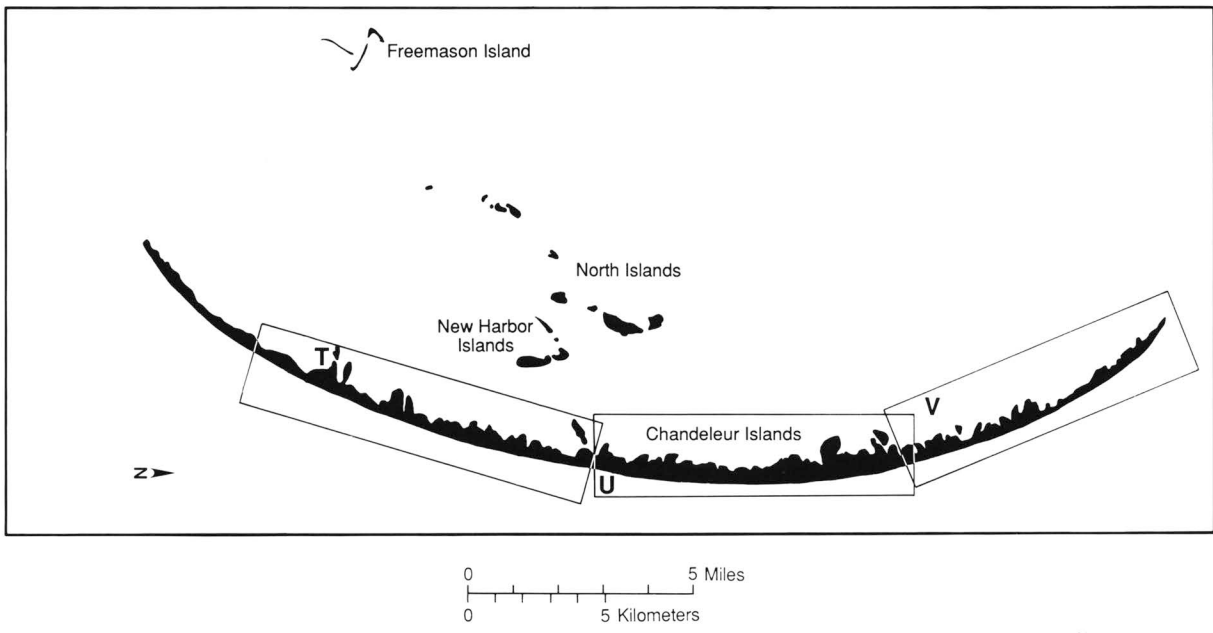 Freemason Island
North Islands
New Harbor
Islands
T
V
Chandeleur Islands
N
U
0 5 Miles
0 5 Kilometers